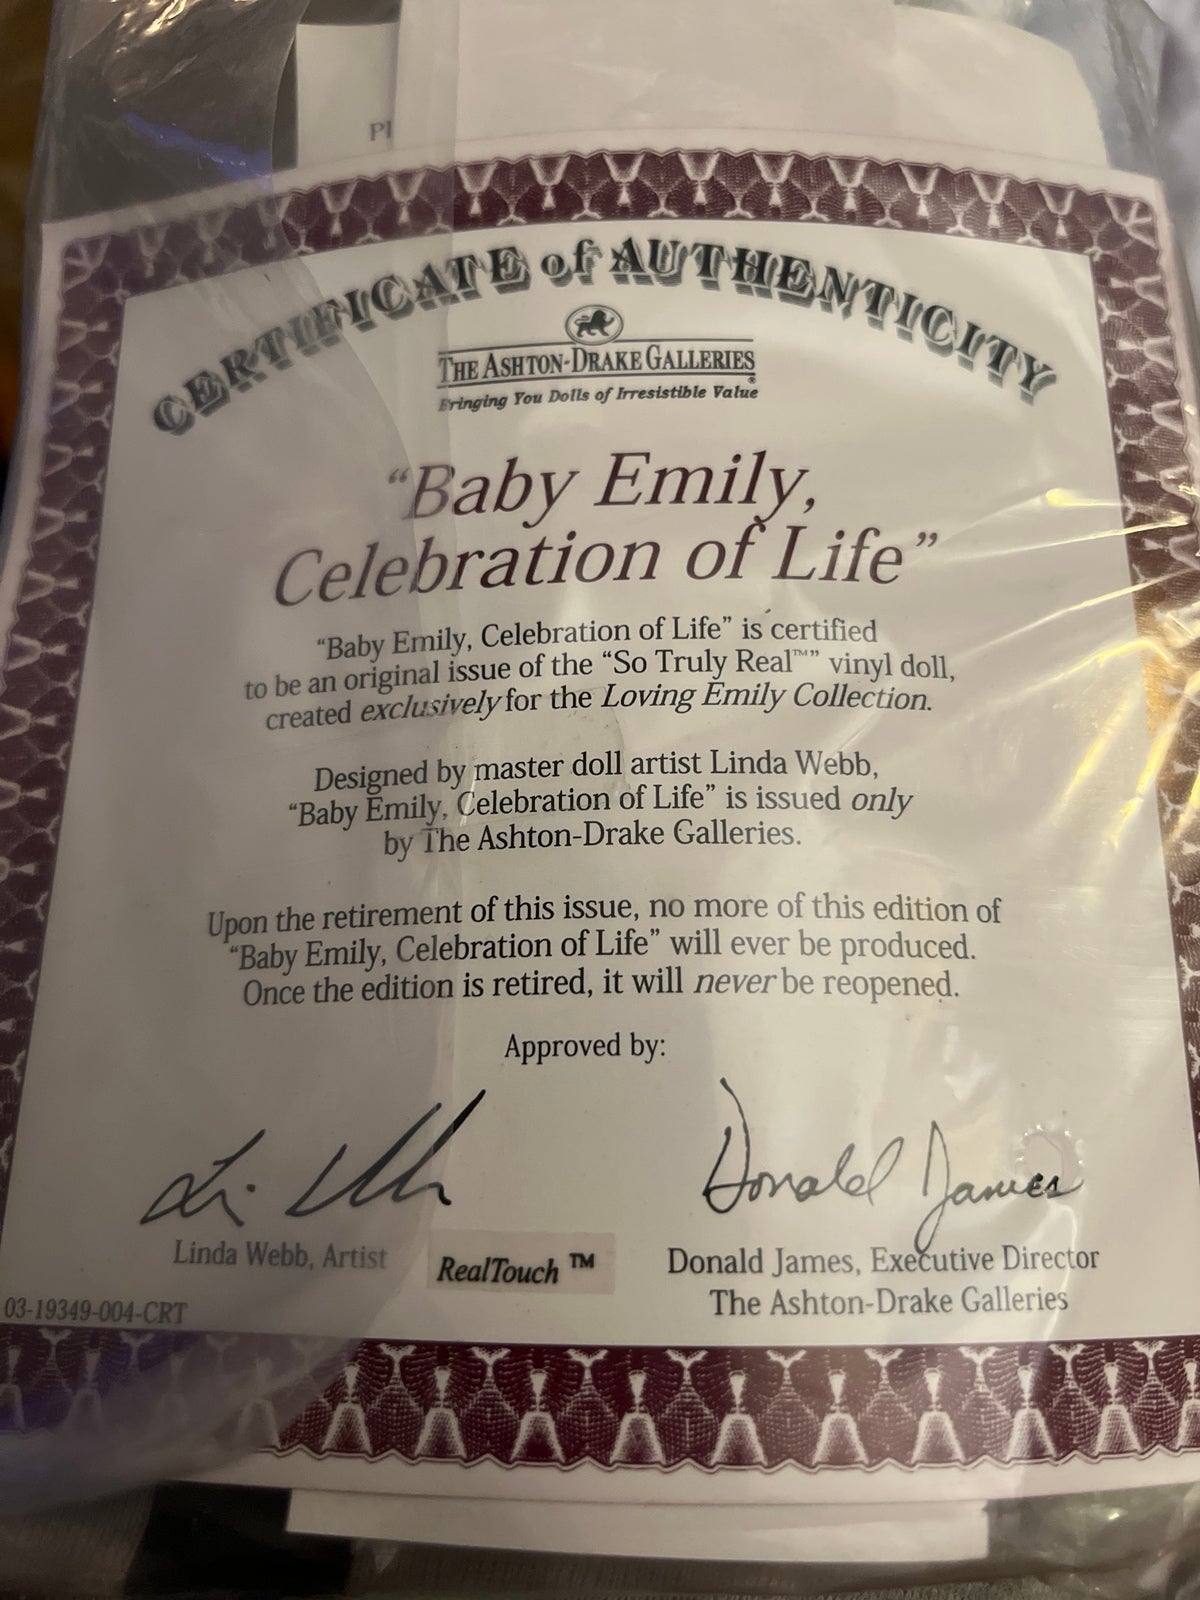 Pl
CERTIFICATE of AUTHENTICITY
THE ASHTON-DRAKE GALLERIES®
Bringing You Dolls of Irresistible Value
“Baby Emily,
Celebration of Life”
“Baby Emily, Celebration of Life” is certified
to be an original issue of the “So Truly Real™” vinyl doll,
created exclusively for the Loving Emily Collection.
Designed by master doll artist Linda Webb,
“Baby Emily, Celebration of Life” is issued only
by The Ashton-Drake Galleries.
Upon the retirement of this issue, no more of this edition of
“Baby Emily, Celebration of Life” will ever be produced.
Once the edition is retired, it will never be reopened.
Approved by:
Donald James
Linda Webb, Artist
RealTouch ™
Donald James, Executive Director
The Ashton-Drake Galleries
03-19349-004-CRT